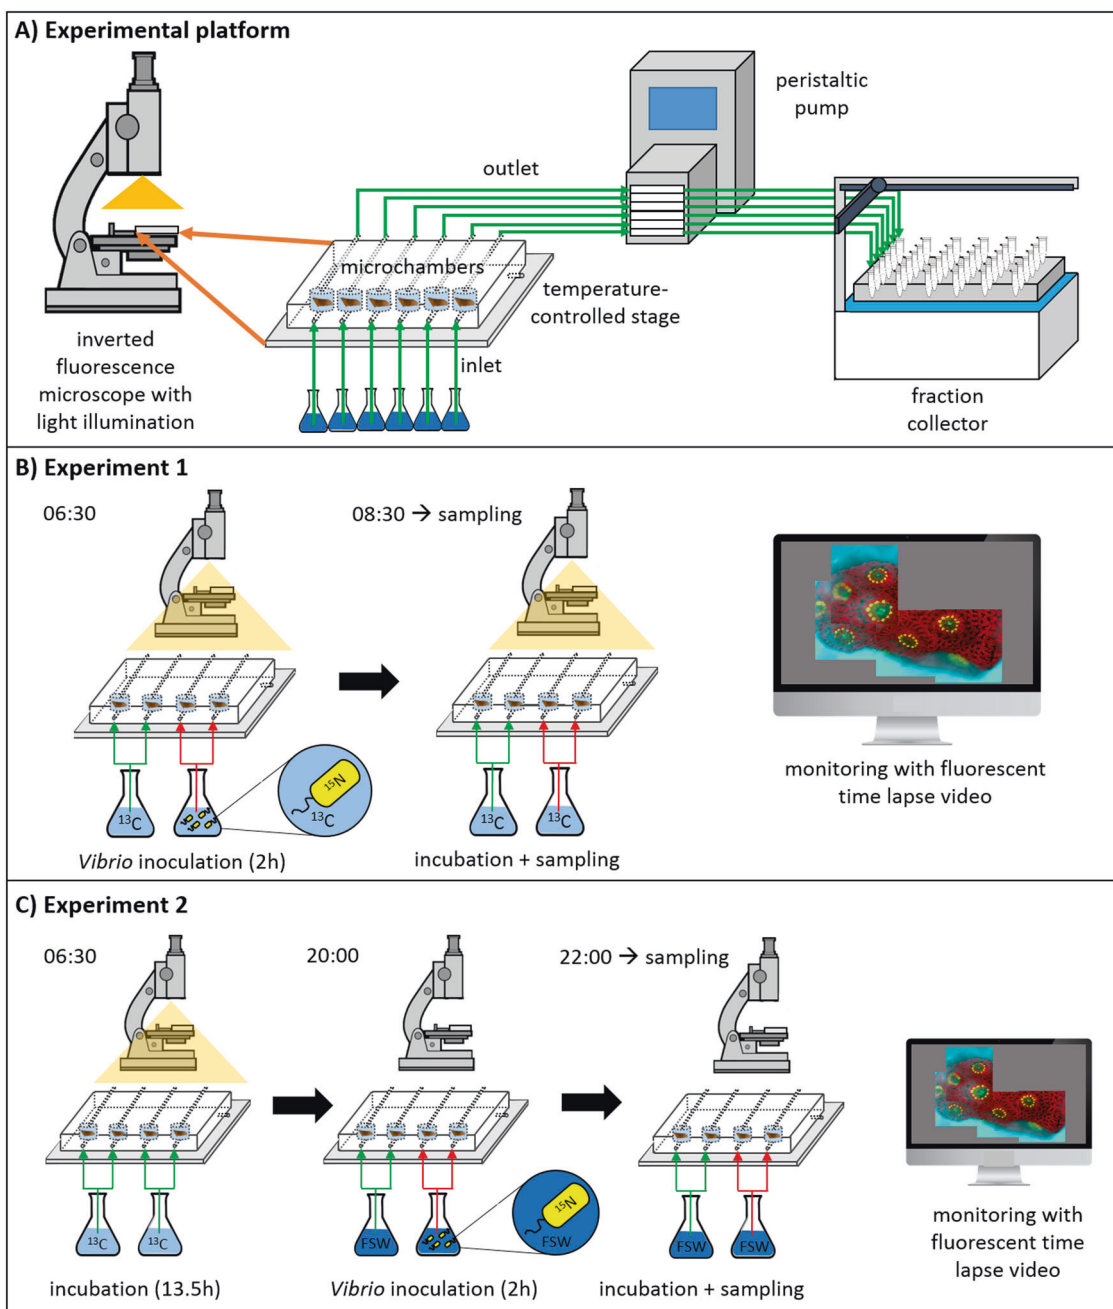 A) Experimental platform
peristaltic
pump
outlet
microchambers
temperature-
controlled stage
inlet
inverted
fluorescence
microscope with
light illumination
fraction
collector
B) Experiment 1
06:30
08:30 → sampling
¹⁵N
¹³C
¹³C
¹³C
¹³C
Vibrio inoculation (2h)
incubation + sampling
monitoring with fluorescent
time lapse video
C) Experiment 2
06:30
20:00
22:00 → sampling
¹³C
¹³C
FSW
¹⁵N
FSW
FSW
FSW
incubation (13.5h)
Vibrio inoculation (2h)
incubation + sampling
monitoring with
fluorescent time
lapse video